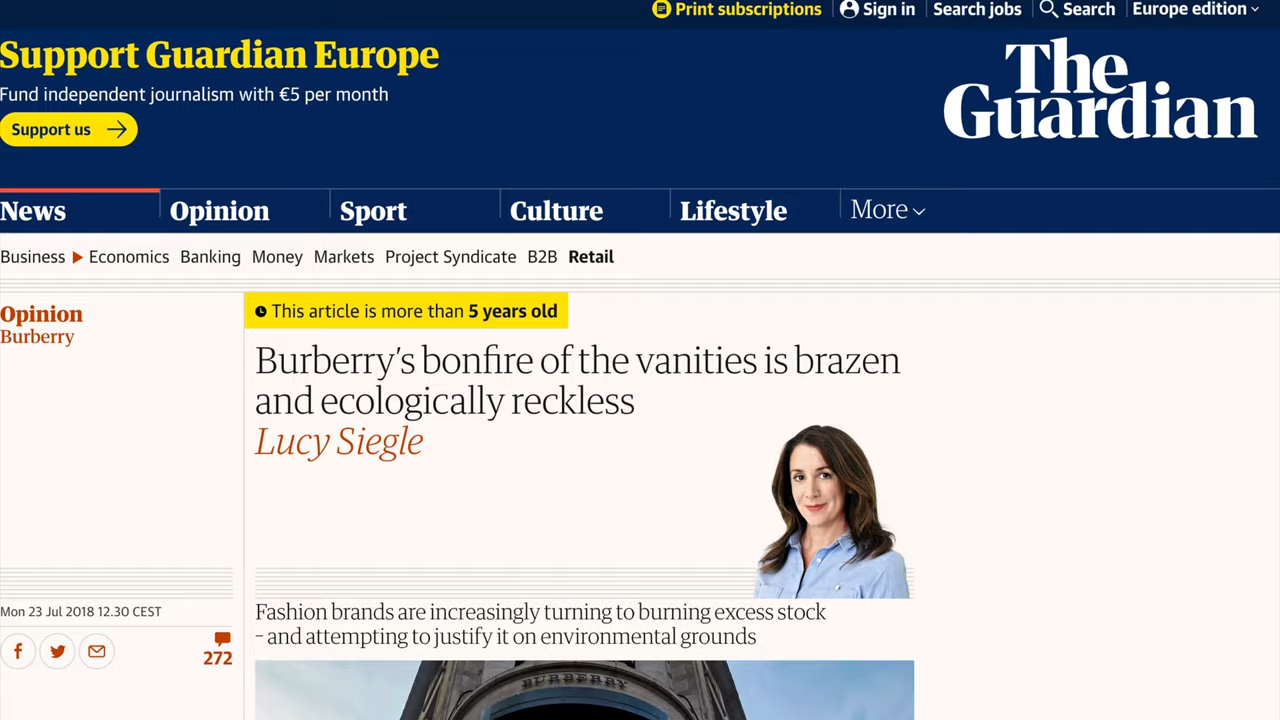 Print subscriptions
Sign in
Search jobs
Search
Europe edition
Support Guardian Europe
Fund independent journalism with €5 per month
Support us
The
Guardian
News
Opinion
Sport
Culture
Lifestyle
More
Business
Economics
Banking
Money
Markets
Project Syndicate
B2B
Retail
Opinion
Burberry
This article is more than 5 years old
Burberry’s bonfire of the vanities is brazen
and ecologically reckless
Lucy Siegle
Mon 23 Jul 2018 12.30 CEST
272
Fashion brands are increasingly turning to burning excess stock
– and attempting to justify it on environmental grounds
BURBERRY